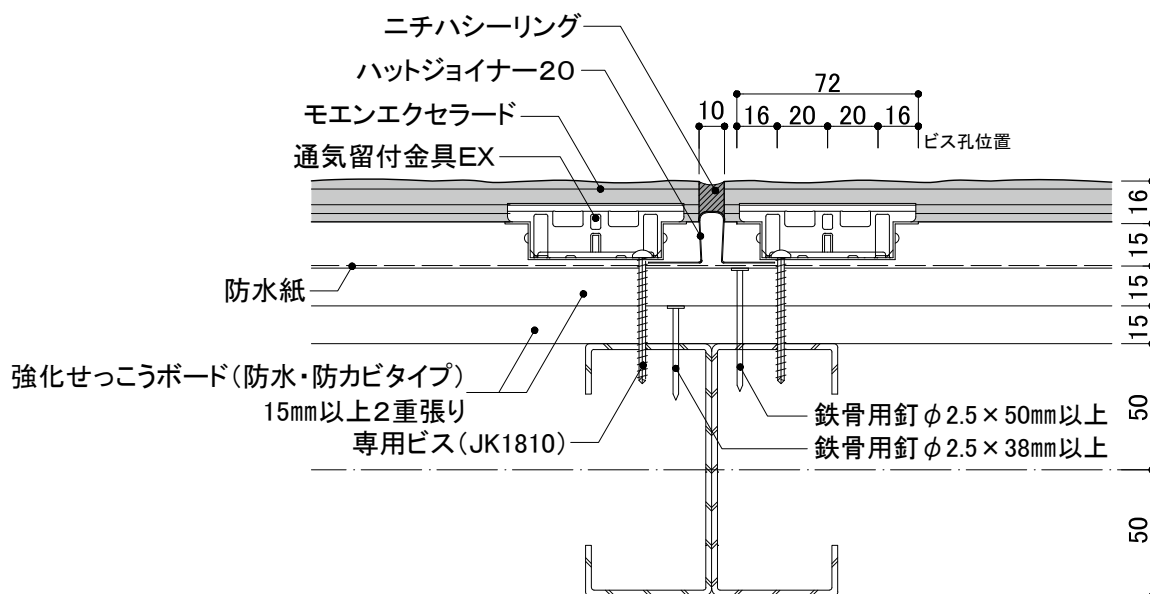 ニチハシーリング
ハットジョイナー20
モエンエクセラード
通気留付金具EX
防水紙
強化せっこうボード(防水・防カビタイプ)
15mm以上2重張り
専用ビス(JK1810)
72
10
16
20
20
16
ビス孔位置
16
15
15
15
50
50
鉄骨用釘φ2.5×50mm以上
鉄骨用釘φ2.5×38mm以上